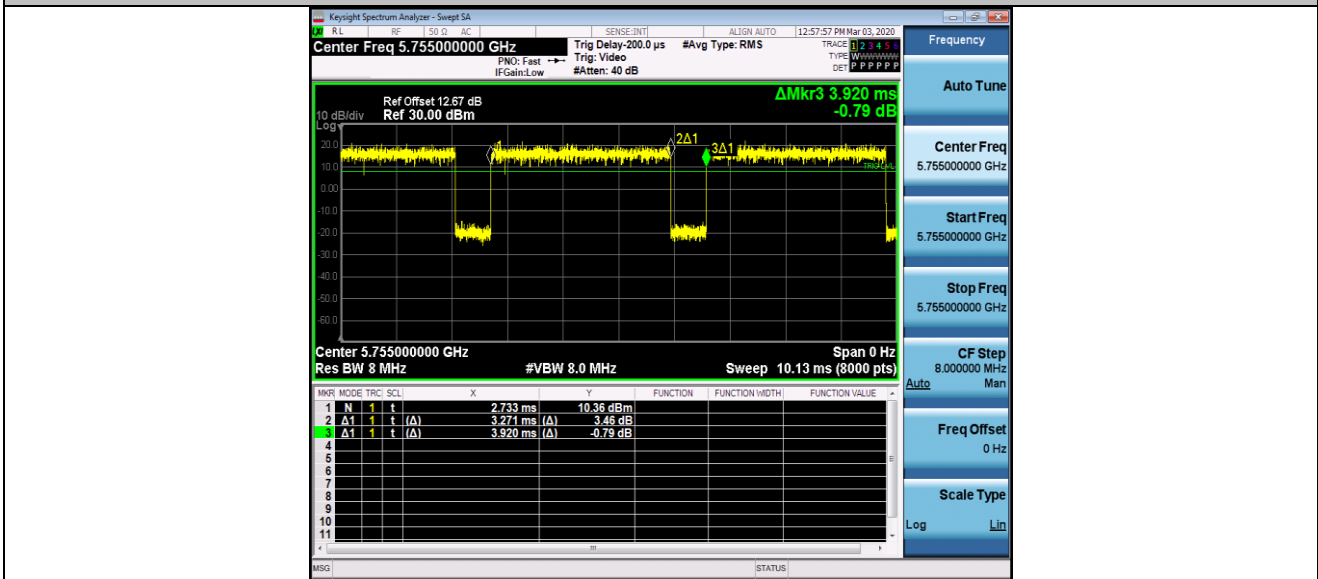 Keysight Spectrum Analyzer - Swept SA
RL RF 50 Ω AC SENSE:INT ALIGN AUTO 12:57:57 PM Mar 03, 2020
Center Freq 5.755000000 GHz
PNO: Fast
IFGain:Low
Trig Delay-200.0 µs
Trig: Video
#Atten: 40 dB
#Avg Type: RMS
TRACE 1 2 3 4 5 6
TYPE W
DET P P P P P P
ΔMkr3 3.920 ms
-0.79 dB
Ref Offset 12.67 dB
10 dB/div Ref 30.00 dBm
Log
20.0
10.0
0.00
-10.0
-20.0
-30.0
-40.0
-50.0
-60.0
1
2Δ1
3Δ1
TRIG LVL
Center 5.755000000 GHz Span 0 Hz
Res BW 8 MHz #VBW 8.0 MHz Sweep 10.13 ms (8000 pts)
MKR MODE TRC SCL X Y FUNCTION FUNCTION WIDTH FUNCTION VALUE
1 N 1 t 2.733 ms 10.36 dBm
2 Δ1 1 t (Δ) 3.271 ms (Δ) 3.46 dB
3 Δ1 1 t (Δ) 3.920 ms (Δ) -0.79 dB
4
5
6
7
8
9
10
11
MSG STATUS
Frequency
Auto Tune
Center Freq
5.755000000 GHz
Start Freq
5.755000000 GHz
Stop Freq
5.755000000 GHz
CF Step
8.000000 MHz
Auto Man
Freq Offset
0 Hz
Scale Type
Log Lin